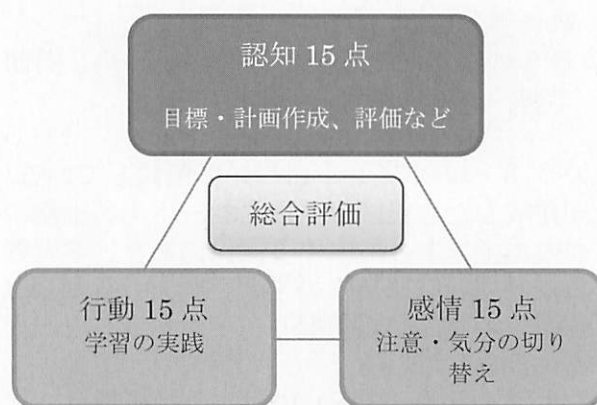 認知 15 点
目標・計画作成、評価など
総合評価
行動 15 点
学習の実践
感情 15 点
注意・気分の切り
替え